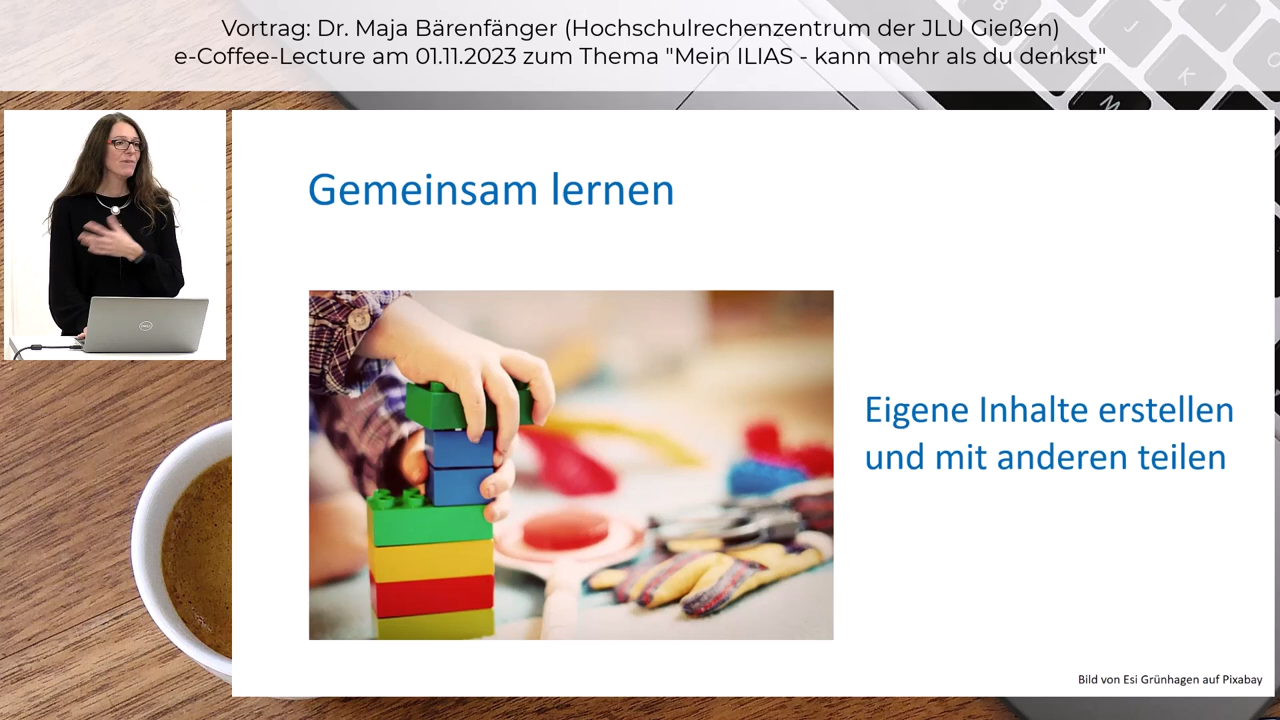 Vortrag: Dr. Maja Bärenfänger (Hochschulrechenzentrum der JLU Gießen)
e-Coffee-Lecture am 01.11.2023 zum Thema "Mein ILIAS - kann mehr als du denkst"
Gemeinsam lernen
Eigene Inhalte erstellen
und mit anderen teilen
Bild von Esi Grünhagen auf Pixabay